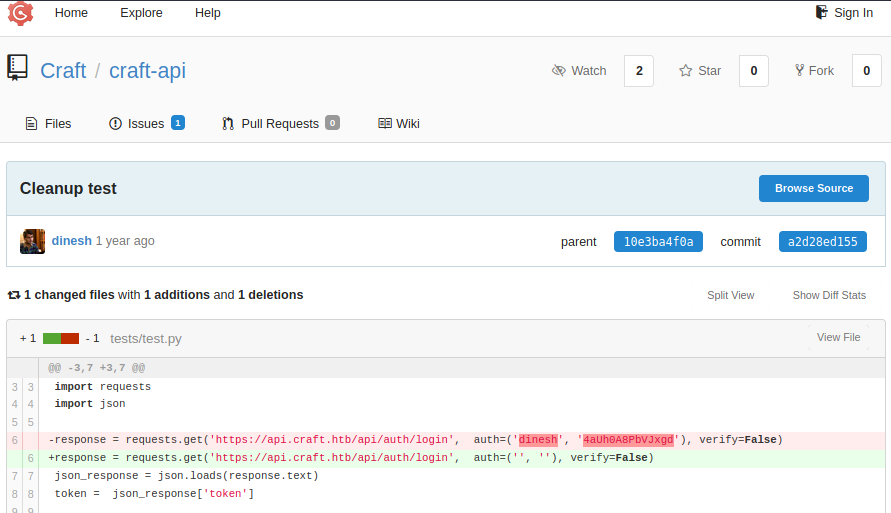 Home Explore Help Sign In
Craft / craft-api Watch 2 Star 0 Fork 0
Files Issues 1 Pull Requests 0 Wiki
Cleanup test Browse Source
dinesh 1 year ago parent 10e3ba4f0a commit a2d28ed155
1 changed files with 1 additions and 1 deletions Split View Show Diff Stats
+ 1 - 1 tests/test.py View File
@@ -3,7 +3,7 @@
3 3 import requests
4 4 import json
5 5
6 -response = requests.get('https://api.craft.htb/api/auth/login', auth=('dinesh', '4aUh0A8PbVJxgd'), verify=False)
6 +response = requests.get('https://api.craft.htb/api/auth/login', auth=('', ''), verify=False)
7 7 json_response = json.loads(response.text)
8 8 token = json_response['token']
9 9